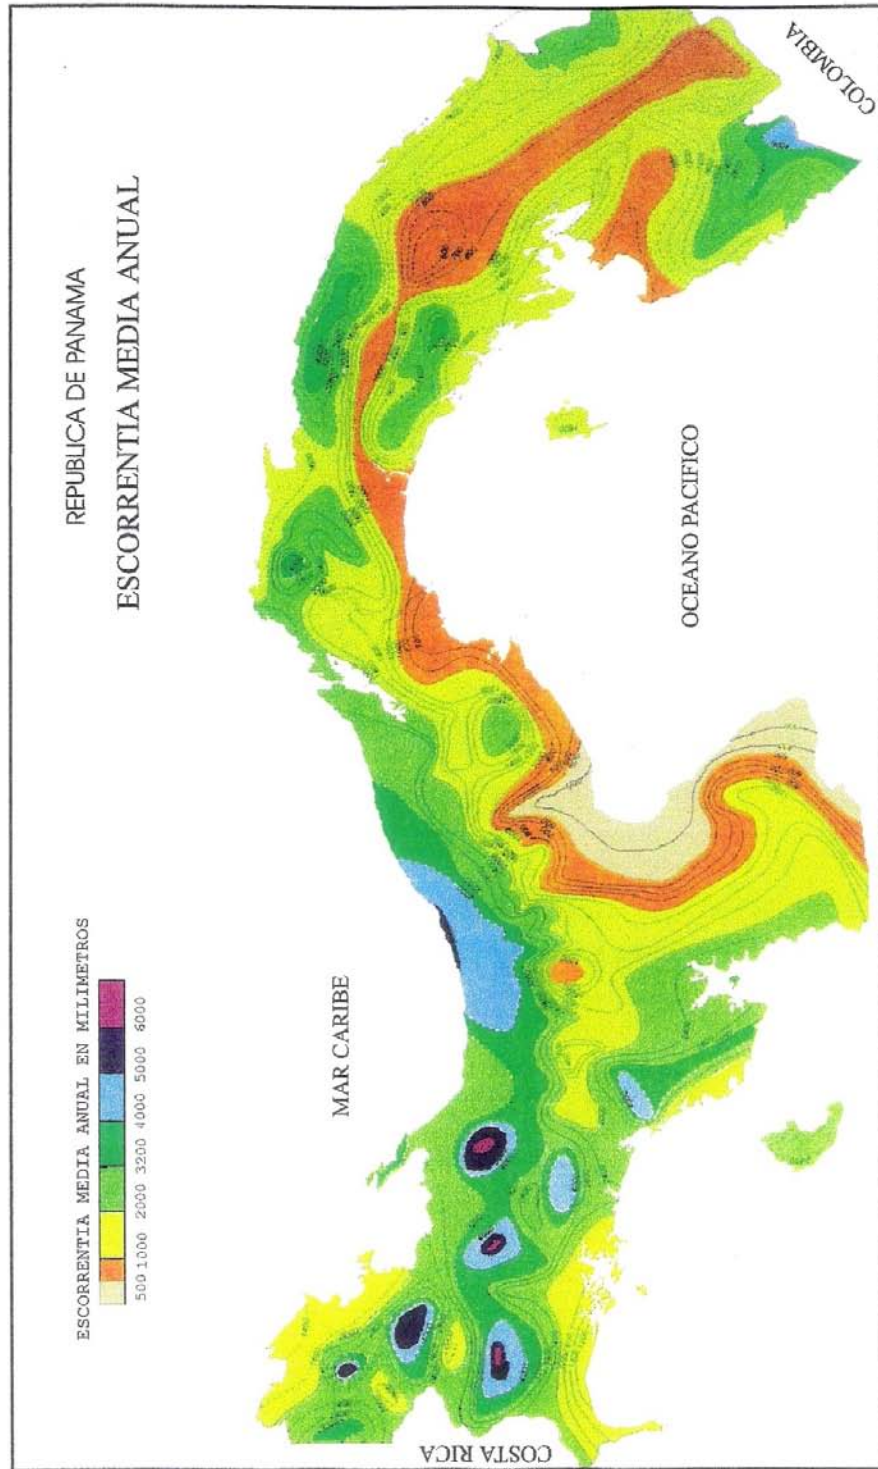 REPUBLICA DE PANAMA
ESCORRENTIA MEDIA ANUAL
ESCORRENTIA MEDIA ANUAL EN MILIMETROS
500 1000 2000 3200 4000 5000 6000
MAR CARIBE
COLOMBIA
OCEANO PACIFICO
COSTA RICA